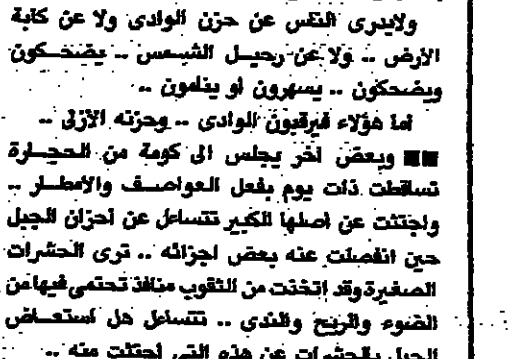 ولايدرى الناس عن حزن الوادى ولا عن كآبة
الأرض .. ولا عن رحيل الشمس .. يضحكون
ويضحكون .. يسهرون أو ينامون ..
أما هؤلاء فيرقبون الوادى .. وحزنه الأزلى ..
■■ وبعض آخر يجلس الى كومة من الحجارة
تساقطت ذات يوم بفعل العواصف والأمطار ..
واجتثت عن أصلها الكبير تتساءل عن أحزان الجبل
حين انفصلت عنه بعض اجزائه .. ترى الحشرات
الصغيرة وقد اتخذت من الثقوب منافذ تحتمى فيها من
الضوء والريح والندى .. تتساءل هل استعاض
الجبل بالحشرات عن هذه التى اجتثت منه ..